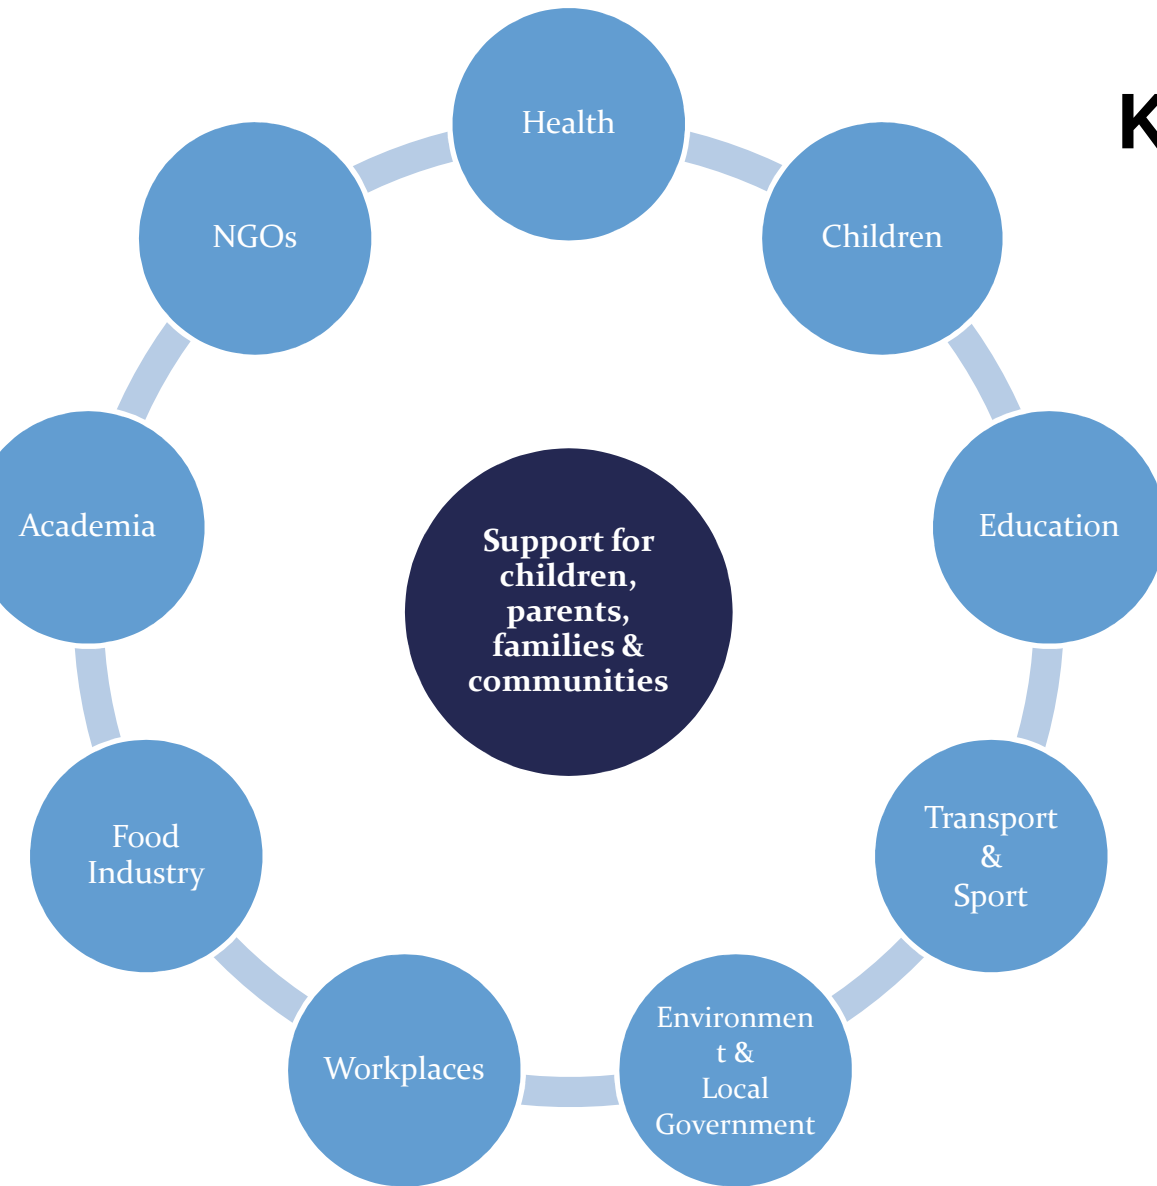 K
Health
Children
NGOs
Education
Academia
Support for
children,
parents,
families &
communities
Transport
&
Sport
Food
Industry
Environmen
t &
Local
Government
Workplaces